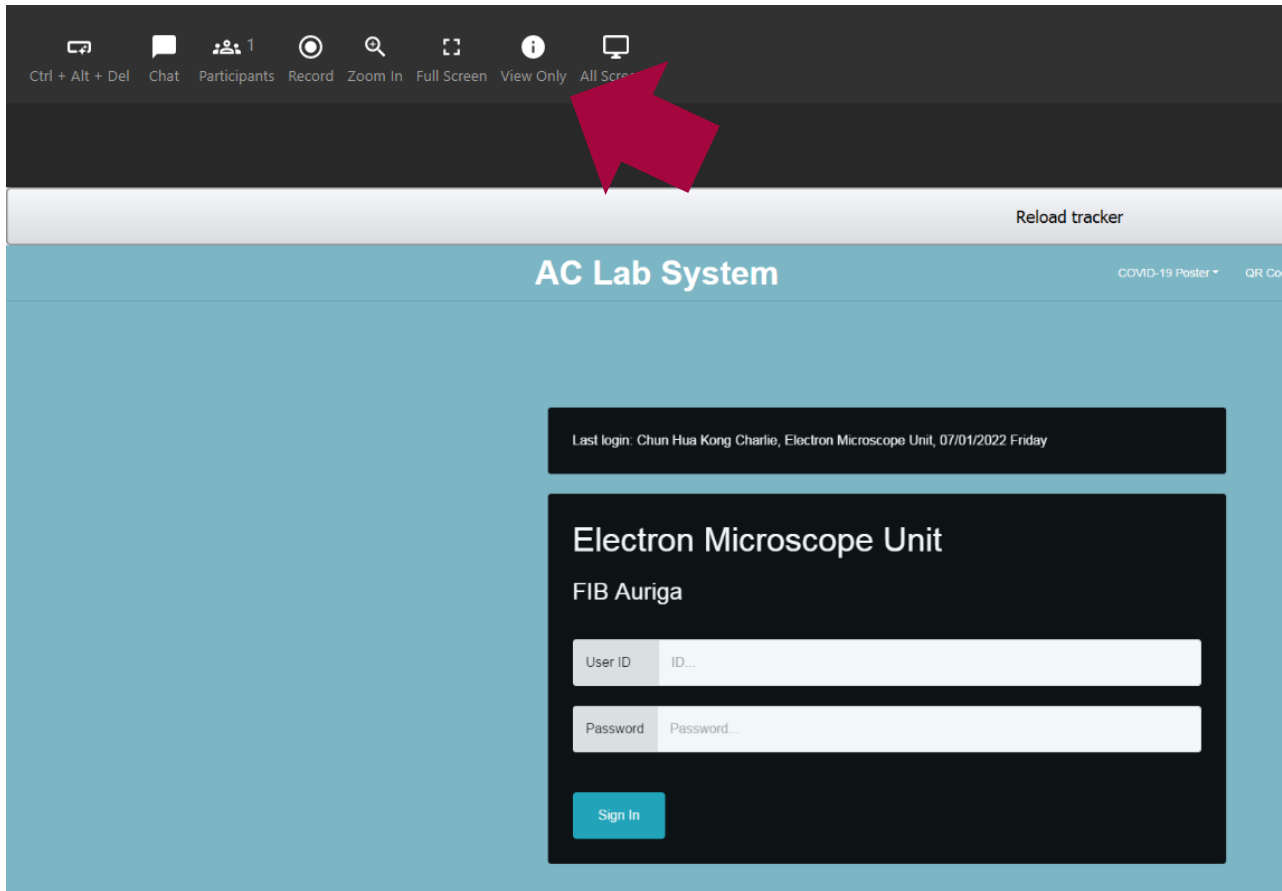 1
Ctrl + Alt + Del Chat Participants Record Zoom In Full Screen View Only All
Reload tracker
AC Lab System COVID-19 Poster QR
Last login: Chun Hua Kong Charlie, Electron Microscope Unit, 07/01/2022 Friday
Electron Microscope Unit
FIB Auriga
User ID ID...
Password Password...
Sign In